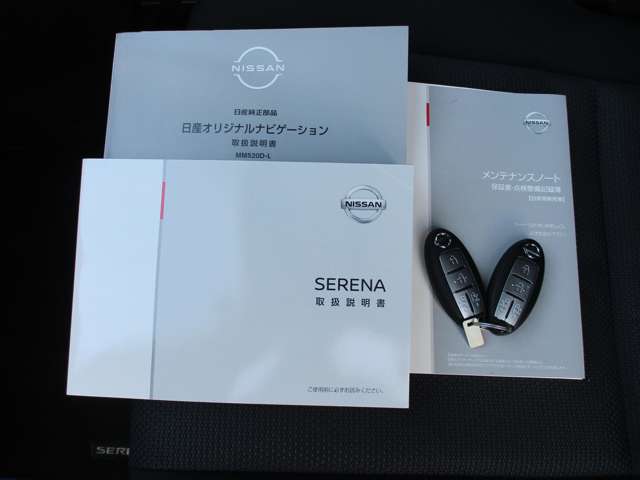 NISSAN
日産純正部品
日産オリジナルナビゲーション
取扱説明書
MM520D-L
NISSAN
メンテナンスノート
保証書・点検整備記録簿
NISSAN
SERENA
取扱説明書
ご使用前に必ずお読みください。
SERE